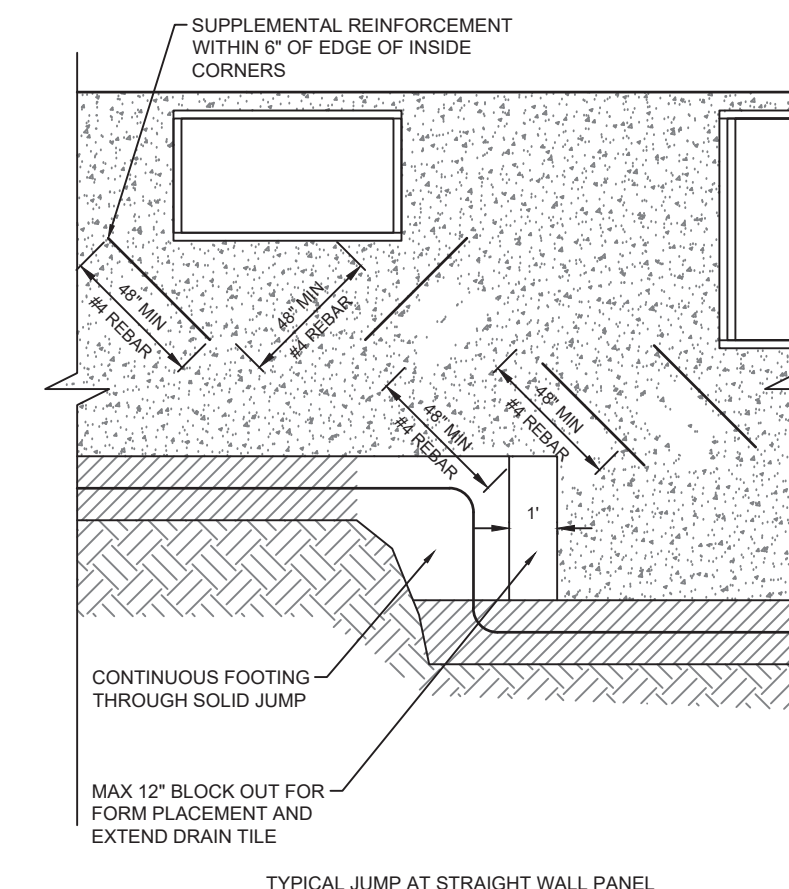 SUPPLEMENTAL REINFORCEMENT
WITHIN 6" OF EDGE OF INSIDE
CORNERS
48" MIN
#4 REBAR
48" MIN
#4 REBAR
48" MIN
#4 REBAR
48" MIN
#4 REBAR
1'
CONTINUOUS FOOTING
THROUGH SOLID JUMP
MAX 12" BLOCK OUT FOR
FORM PLACEMENT AND
EXTEND DRAIN TILE
TYPICAL JUMP AT STRAIGHT WALL PANEL